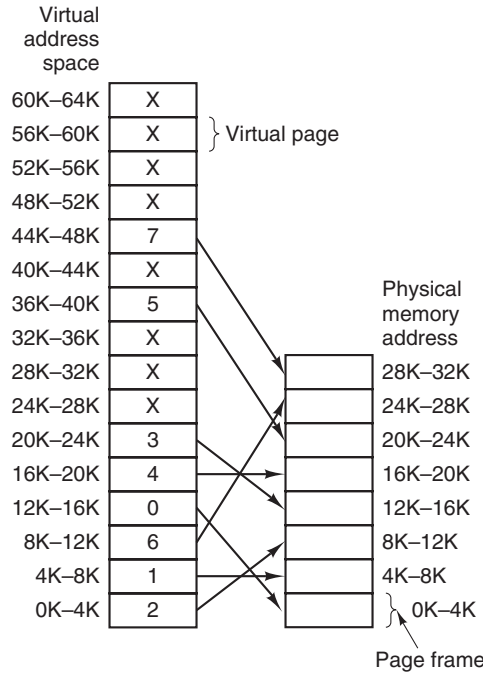 Virtual
address
space
60K–64K X
56K–60K X Virtual page
52K–56K X
48K–52K X
44K–48K 7
40K–44K X
36K–40K 5
32K–36K X
28K–32K X
24K–28K X
20K–24K 3
16K–20K 4
12K–16K 0
8K–12K 6
4K–8K 1
0K–4K 2
Physical
memory
address
28K–32K
24K–28K
20K–24K
16K–20K
12K–16K
8K–12K
4K–8K
0K–4K
Page frame